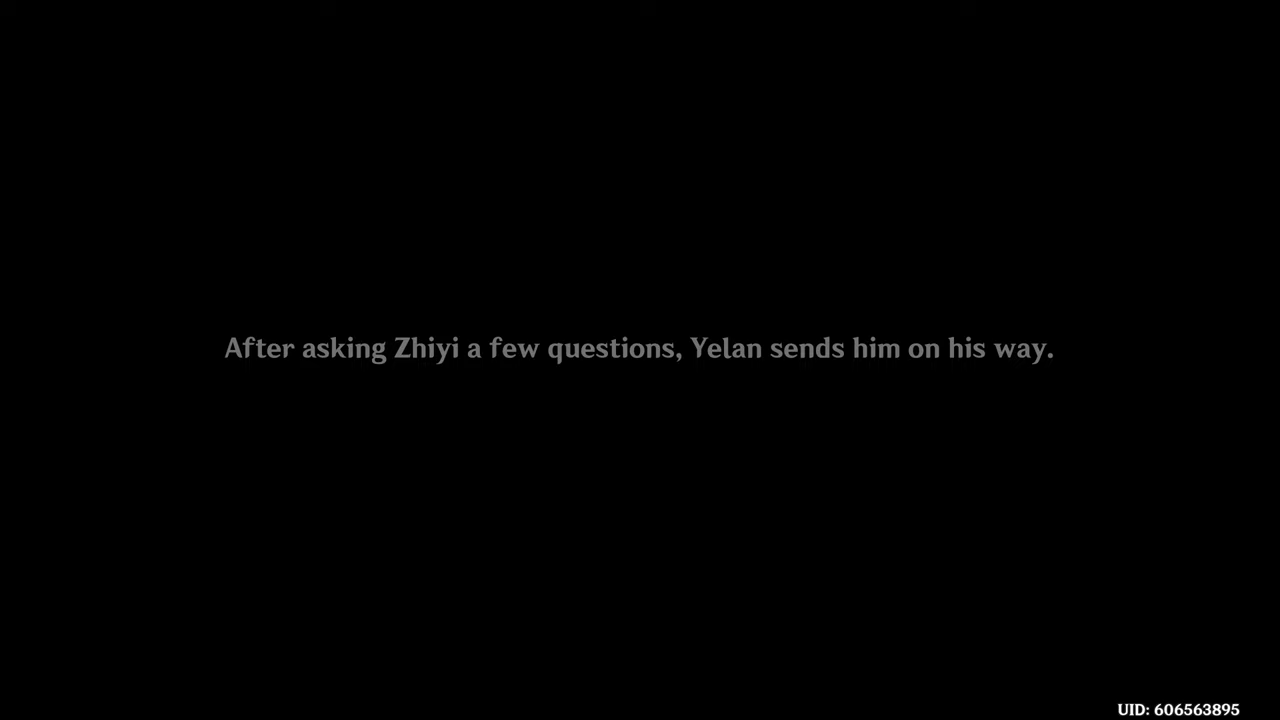 After asking Zhiyi a few questions, Yelan sends him on his way.
UID: 606563895